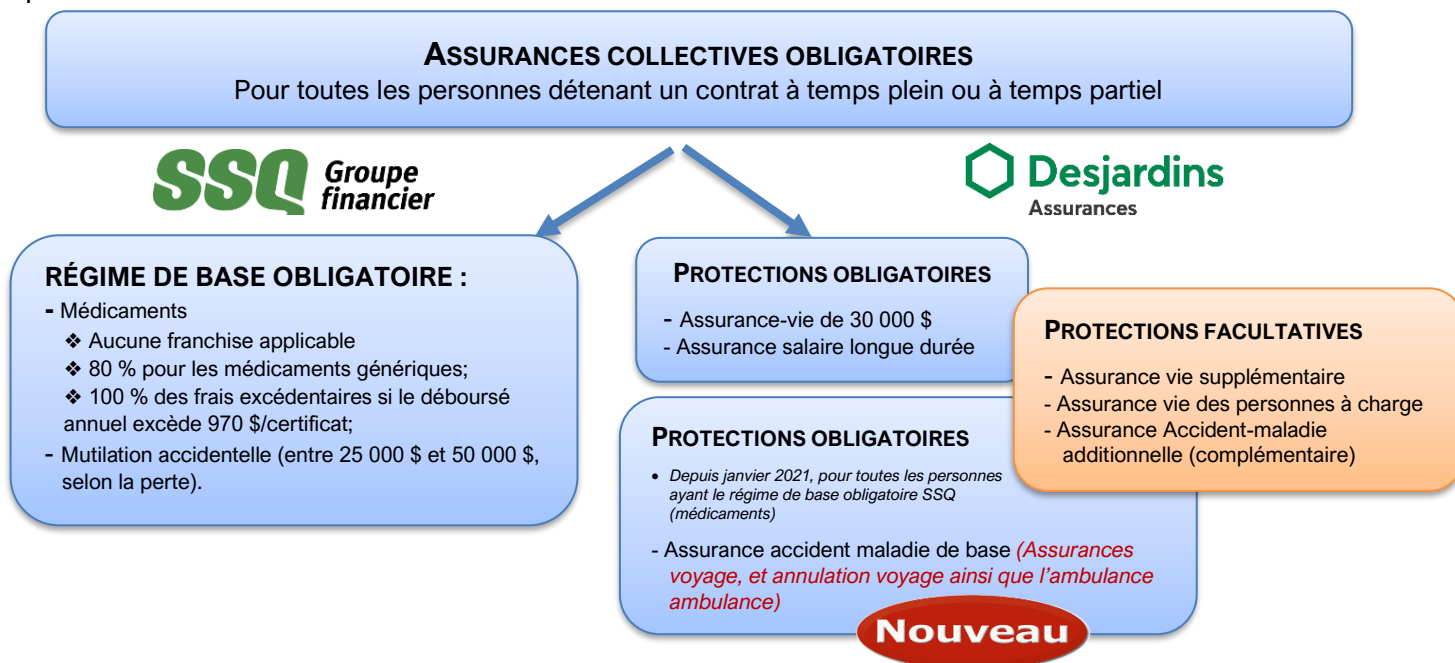 ASSURANCES COLLECTIVES OBLIGATOIRES
Pour toutes les personnes détenant un contrat à temps plein ou à temps partiel
SSQ Groupe
financier
Desjardins
Assurances
RÉGIME DE BASE OBLIGATOIRE :
- Médicaments
❖ Aucune franchise applicable
❖ 80 % pour les médicaments génériques;
❖ 100 % des frais excédentaires si le déboursé
annuel excède 970 $/certificat;
- Mutilation accidentelle (entre 25 000 $ et 50 000 $,
selon la perte).
PROTECTIONS OBLIGATOIRES
- Assurance-vie de 30 000 $
- Assurance salaire longue durée
PROTECTIONS FACULTATIVES
- Assurance vie supplémentaire
- Assurance vie des personnes à charge
- Assurance Accident-maladie
additionnelle (complémentaire)
PROTECTIONS OBLIGATOIRES
• Depuis janvier 2021, pour toutes les personnes
ayant le régime de base obligatoire SSQ
(médicaments)
- Assurance accident maladie de base (Assurances
voyage, et annulation voyage ainsi que l’ambulance
ambulance)
Nouveau